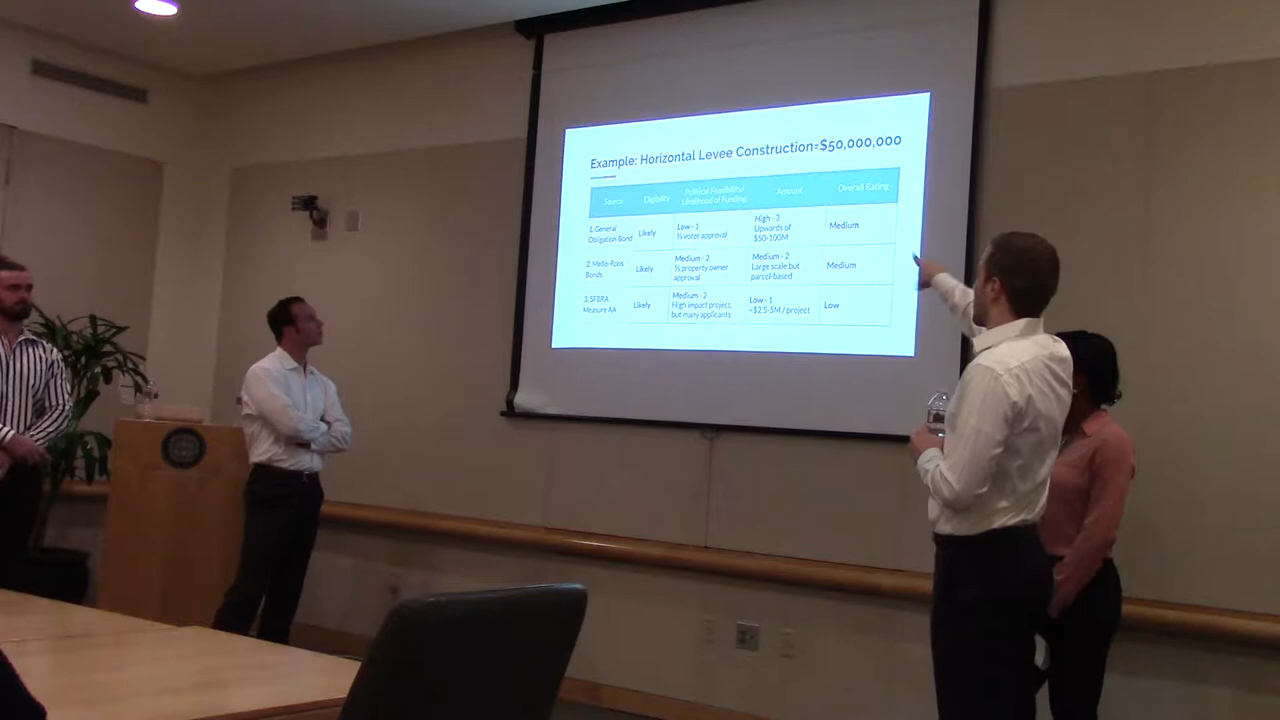 Example: Horizontal Levee Construction=$50,000,000
Source Eligibility Political Feasibility/ Likelihood of Funding Amount Overall Rating
1. General Obligation Bond Likely Low - 1 ⅔ voter approval High - 3 Upwards of $50-100M Medium
2. Mello-Roos Bonds Likely Medium - 2 ⅔ property owner approval Medium - 2 Large scale but parcel-based Medium
3. SFBRA Measure AA Likely Medium - 2 High impact project, but many applicants Low - 1 ~$2.5-5M / project Low